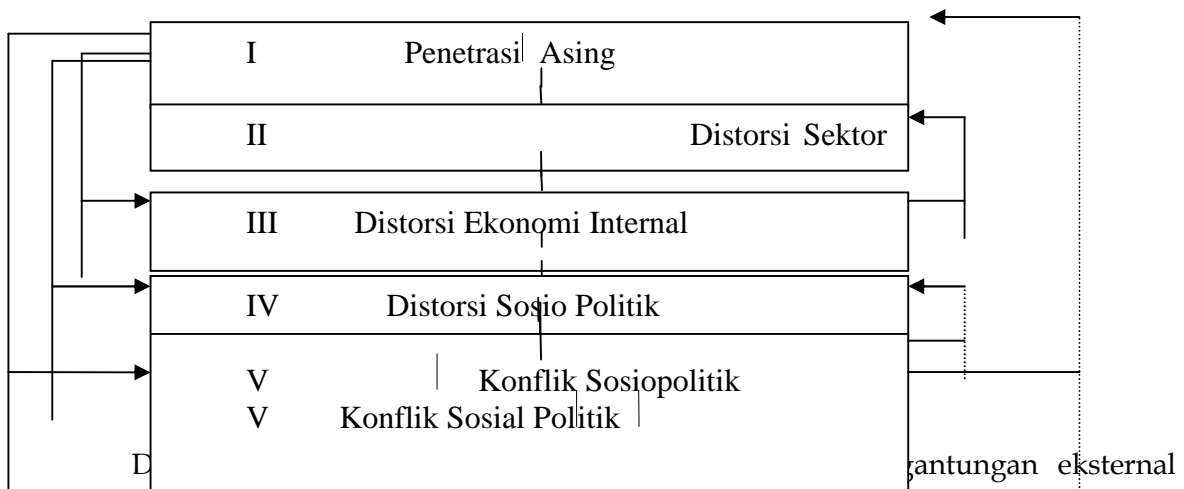 I Penetrasi Asing
II Distorsi Sektor
III Distorsi Ekonomi Internal
IV Distorsi Sosio Politik
V Konflik Sosiopolitik
V Konflik Sosial Politik
eksternal